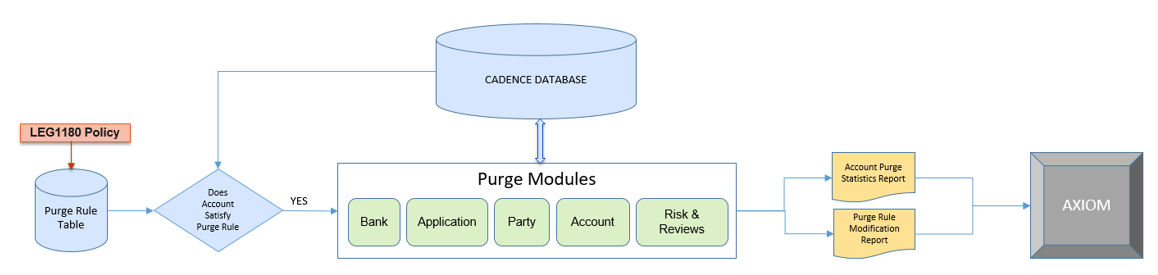 CADENCE DATABASE
LEG1180 Policy
Purge Rule
Table
Does
Account
Satisfy
Purge Rule
YES
Purge Modules
Bank
Application
Party
Account
Risk &
Reviews
Account Purge
Statistics Report
Purge Rule
Modification
Report
AXIOM